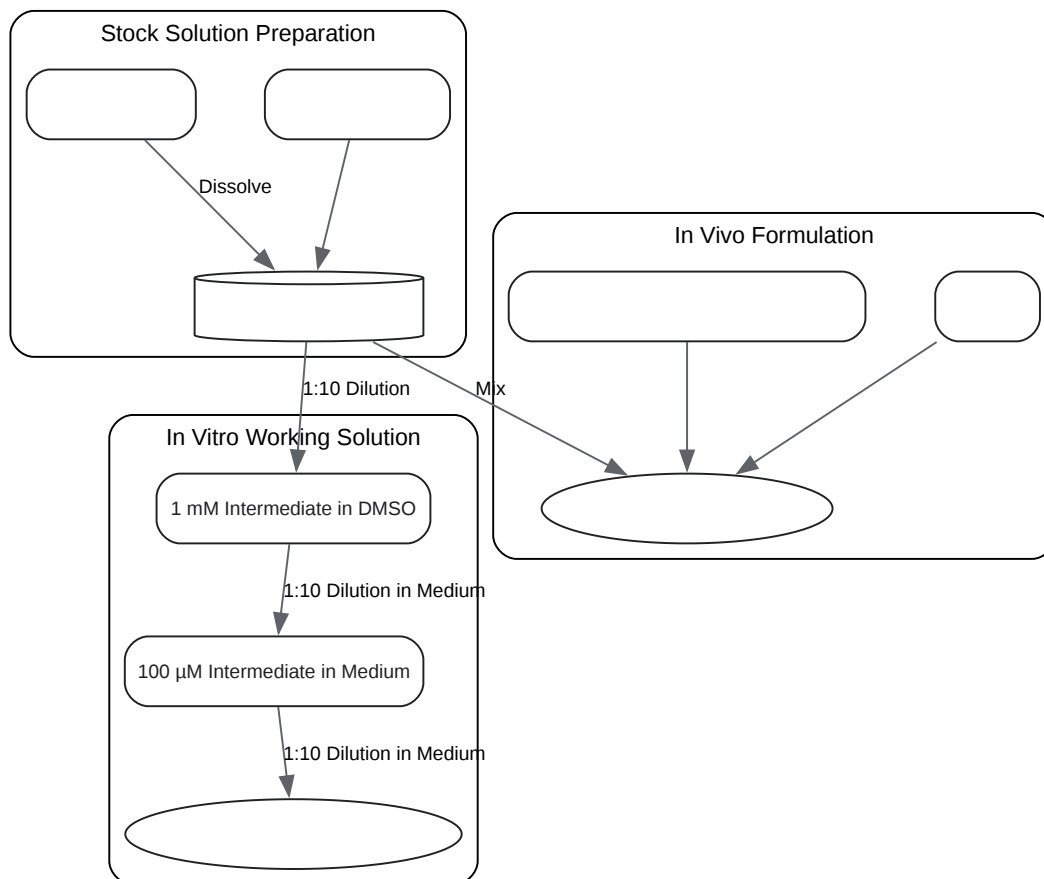 Stock Solution Preparation
Dissolve
In Vivo Formulation
1:10 Dilution
Mix
In Vitro Working Solution
1 mM Intermediate in DMSO
1:10 Dilution in Medium
100 µM Intermediate in Medium
1:10 Dilution in Medium